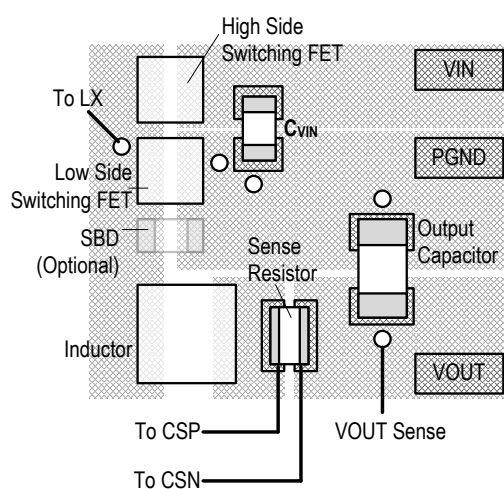 High Side
Switching FET
VIN
To LX
CVIN
PGND
Low Side
Switching FET
SBD
(Optional)
Sense
Resistor
Output
Capacitor
Inductor
VOUT
To CSP
VOUT Sense
To CSN